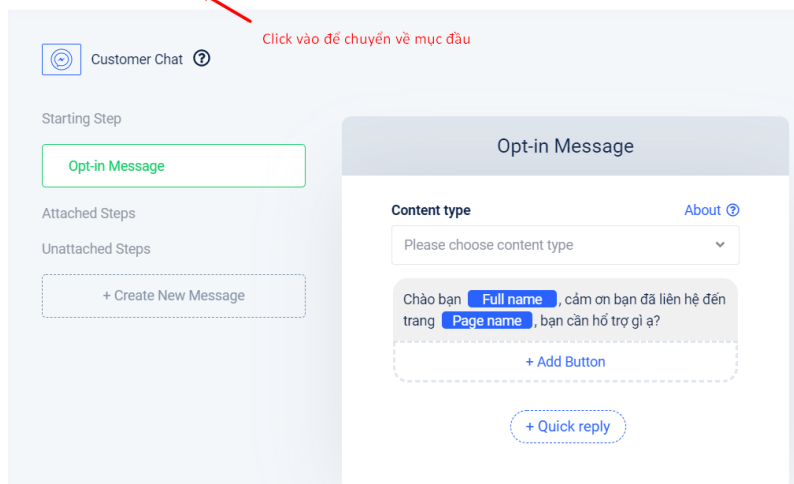 Click vào để chuyển về mục đầu
Customer Chat
Starting Step
Opt-in Message
Attached Steps
Unattached Steps
+ Create New Message
Opt-in Message
Content type
About
Please choose content type
Chào bạn Full name , cảm ơn bạn đã liên hệ đến
trang Page name , bạn cần hổ trợ gì ạ?
+ Add Button
+ Quick reply